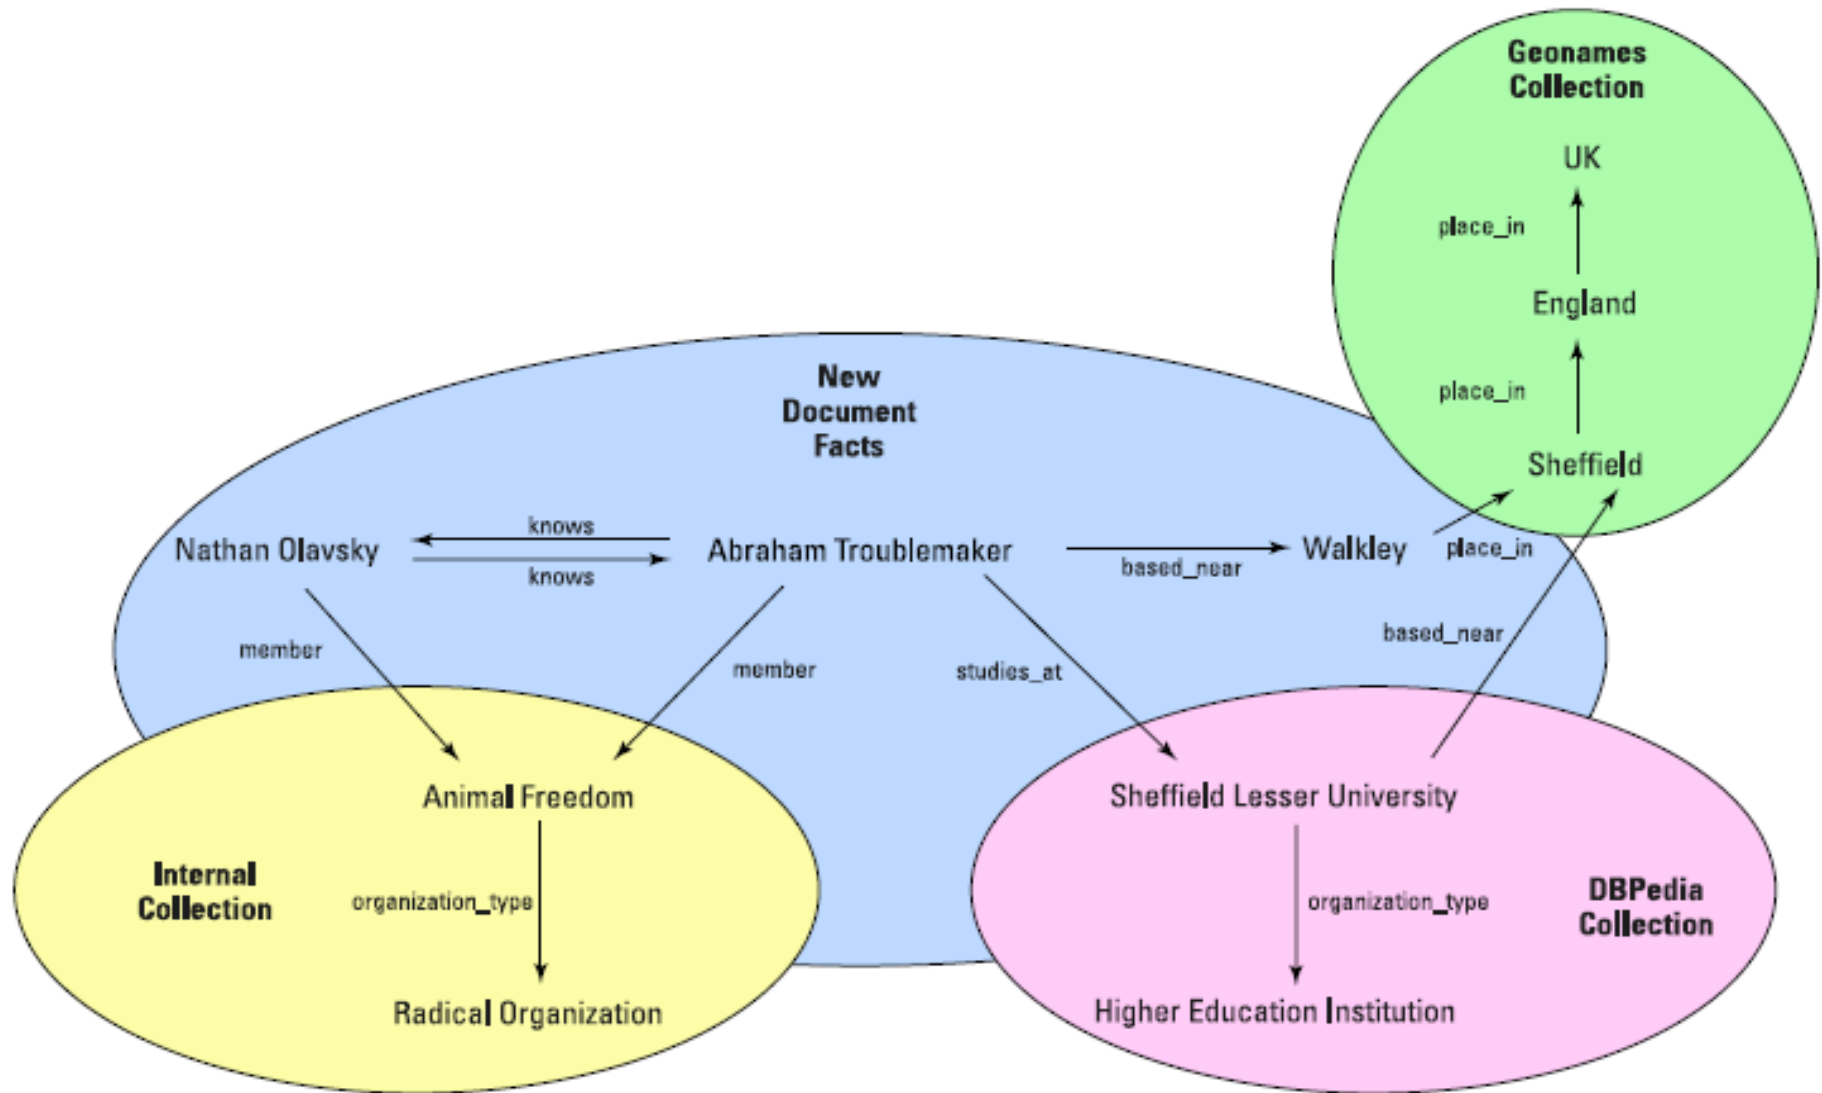 Geonames
Collection
UK
place_in
England
place_in
Sheffield
New
Document
Facts
Nathan Olavsky
knows
knows
Abraham Troublemaker
based_near
Walkley
place_in
member
member
studies_at
based_near
Animal Freedom
Sheffield Lesser University
Internal
Collection
organization_type
organization_type
DBPedia
Collection
Radical Organization
Higher Education Institution